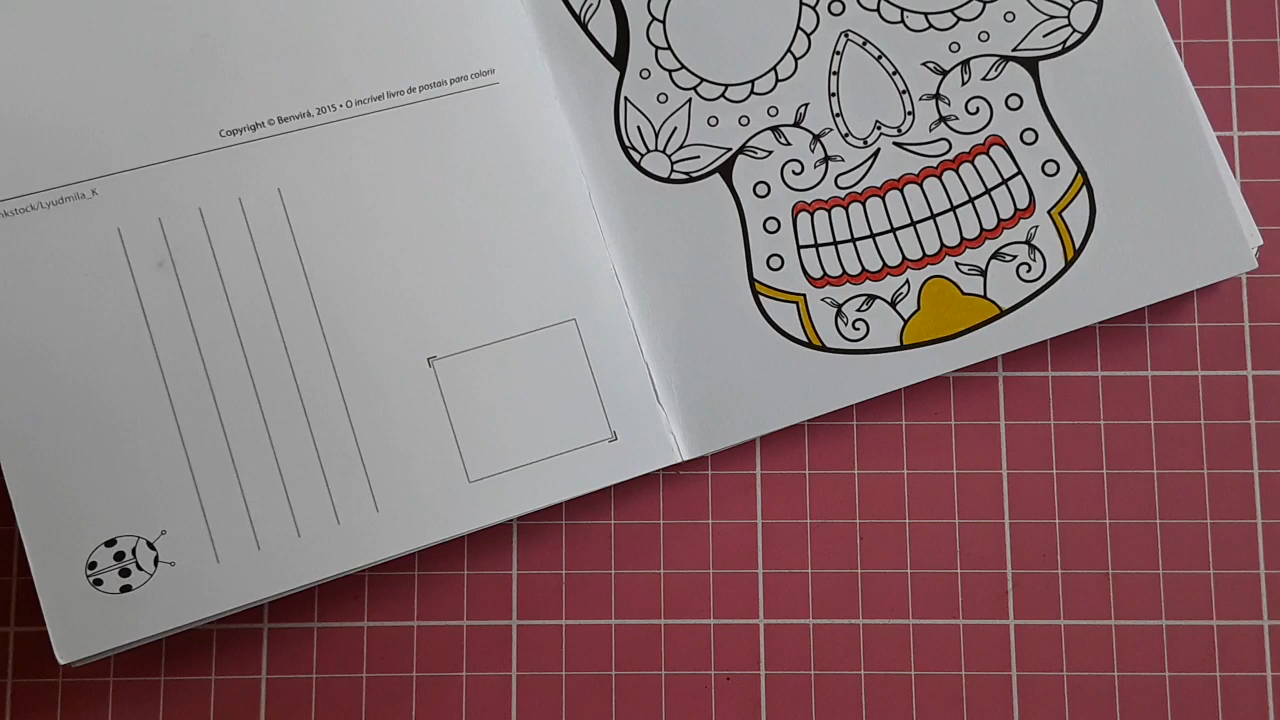 Copyright © Benvirá, 2015 • O incrível livro de postais para colorir
nkstock/Lyudmila_K